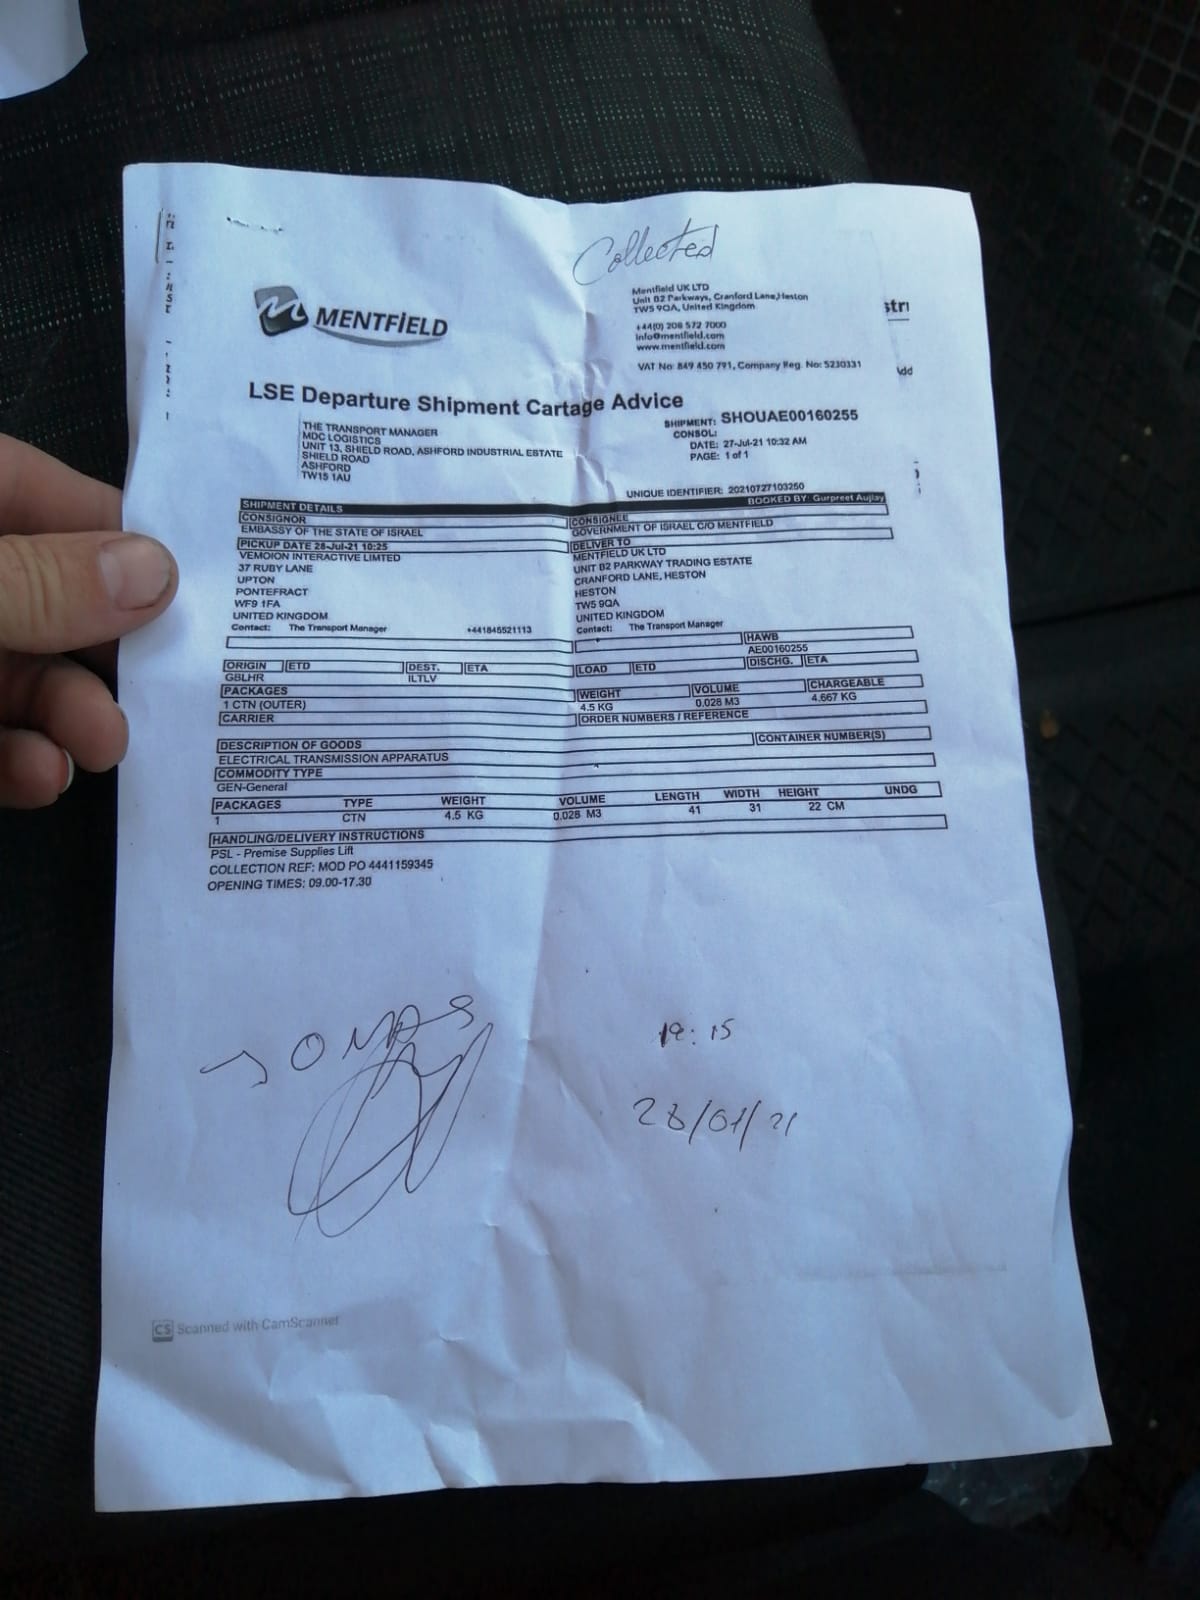 Collected
MENTFIELD
Mentfield UK LTD
Unit B2 Parkways, Cranford Lane,Heston
TW5 9QA, United Kingdom
+44(0) 208 572 7000
info@mentfield.com
www.mentfield.com
VAT No: 849 450 791, Company Reg. No: 5230331
stri
Add
LSE Departure Shipment Cartage Advice
THE TRANSPORT MANAGER
MDC LOGISTICS
UNIT 13, SHIELD ROAD, ASHFORD INDUSTRIAL ESTATE
SHIELD ROAD
ASHFORD
TW15 1AU
SHIPMENT: SHOUAE00160255
CONSOL:
DATE: 27-Jul-21 10:32 AM
PAGE: 1 of 1
UNIQUE IDENTIFIER: 20210727103250
SHIPMENT DETAILS BOOKED BY: Gurpreet Aujlay
CONSIGNOR CONSIGNEE
EMBASSY OF THE STATE OF ISRAEL GOVERNMENT OF ISRAEL C/O MENTFIELD
PICKUP DATE 28-Jul-21 10:25 DELIVER TO
VEMOION INTERACTIVE LIMTED MENTFIELD UK LTD
37 RUBY LANE UNIT B2 PARKWAY TRADING ESTATE
UPTON CRANFORD LANE, HESTON
PONTEFRACT HESTON
WF9 1FA TW5 9QA
UNITED KINGDOM UNITED KINGDOM
Contact: The Transport Manager +441845521113 Contact: The Transport Manager
HAWB
AE00160255
ORIGIN ETD DEST. ETA LOAD ETD DISCHG. ETA
GBLHR ILTLV
PACKAGES WEIGHT VOLUME CHARGEABLE
1 CTN (OUTER) 4.5 KG 0.028 M3 4.667 KG
CARRIER ORDER NUMBERS / REFERENCE
DESCRIPTION OF GOODS CONTAINER NUMBER(S)
ELECTRICAL TRANSMISSION APPARATUS
COMMODITY TYPE
GEN-General
PACKAGES TYPE WEIGHT VOLUME LENGTH WIDTH HEIGHT UNDG
1 CTN 4.5 KG 0.028 M3 41 31 22 CM
HANDLING/DELIVERY INSTRUCTIONS
PSL - Premise Supplies Lift
COLLECTION REF: MOD PO 4441159345
OPENING TIMES: 09.00-17.30
JONAS
CS Scanned with CamScanner